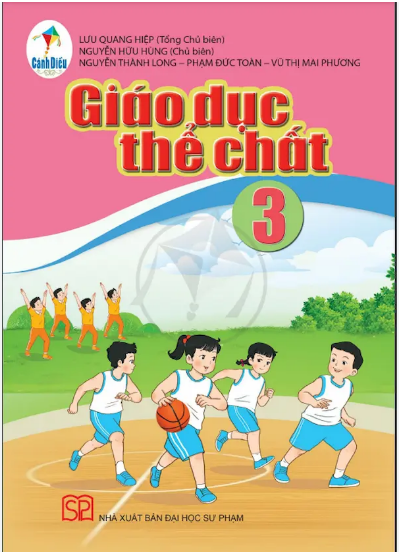 Cánh Diều
LƯU QUANG HIỆP (Tổng Chủ biên)
NGUYỄN HỮU HÙNG (Chủ biên)
NGUYỄN THÀNH LONG – PHẠM ĐỨC TOÀN – VŨ THỊ MAI PHƯƠNG
Giáo dục
thể chất
3
NHÀ XUẤT BẢN ĐẠI HỌC SƯ PHẠM